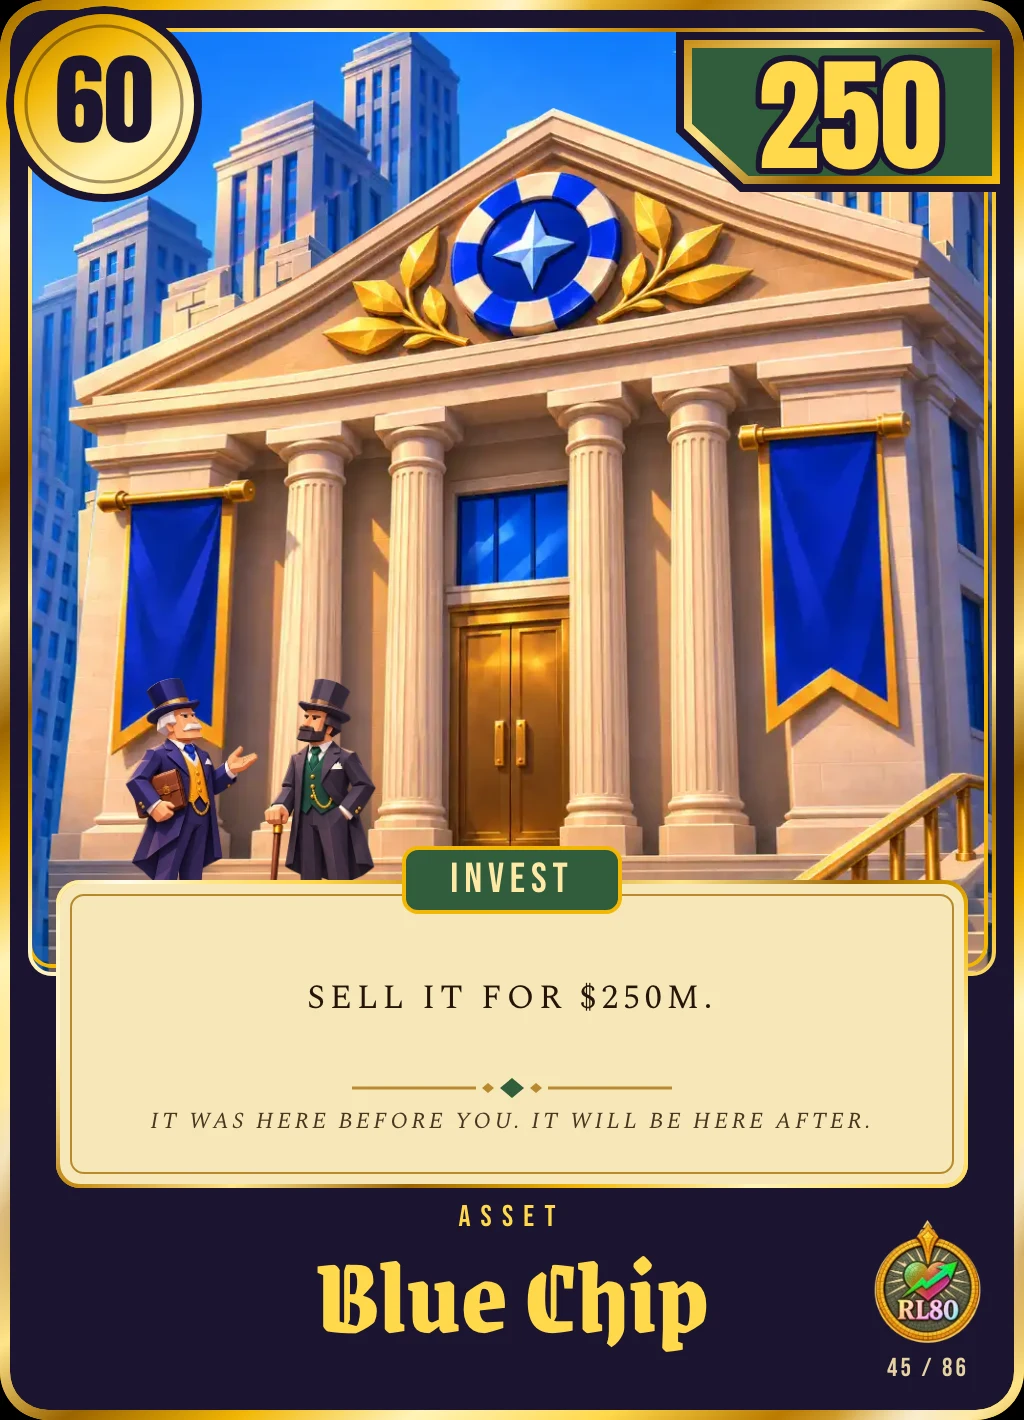 60
250
INVEST
SELL IT FOR $250M.
IT WAS HERE BEFORE YOU. IT WILL BE HERE AFTER.
ASSET
Blue Chip
RL80
45 / 86